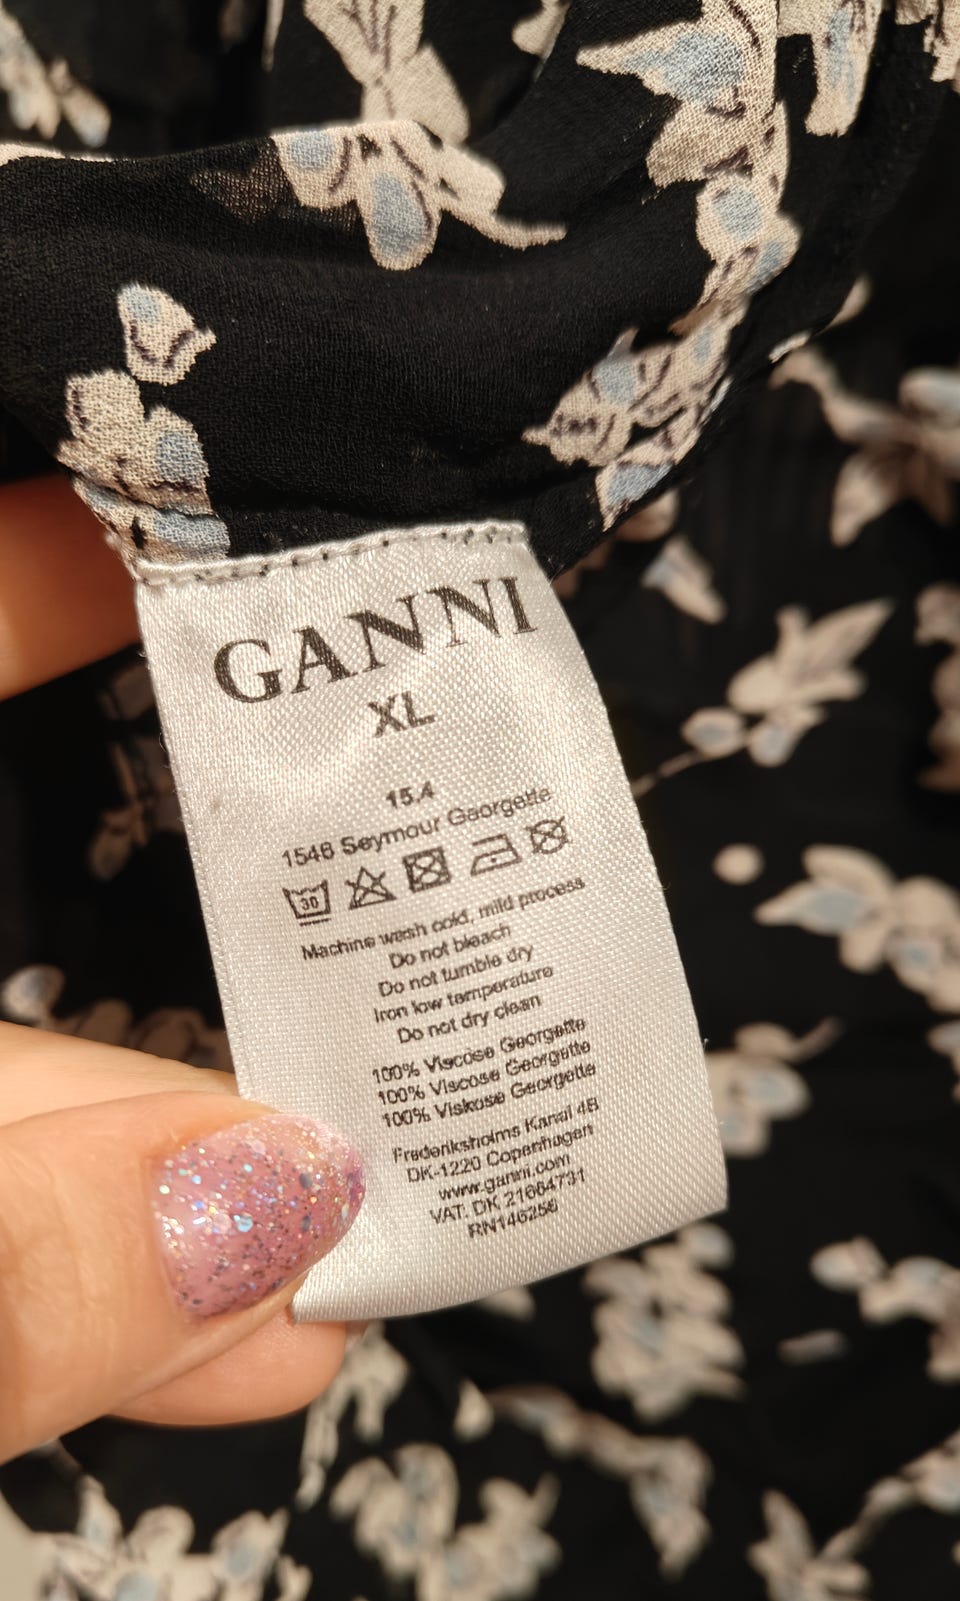 GANNI
XL
15.4
1546 Seymour Georgette
30
Machine wash cold, mild process
Do not bleach
Do not tumble dry
Iron low temperature
Do not dry clean
100% Viscose Georgette
100% Viscose Georgette
100% Viskose Georgette
Frederiksholms Kanal 4B
DK-1220 Copenhagen
www.ganni.com
VAT. DK 21664731
RN146256